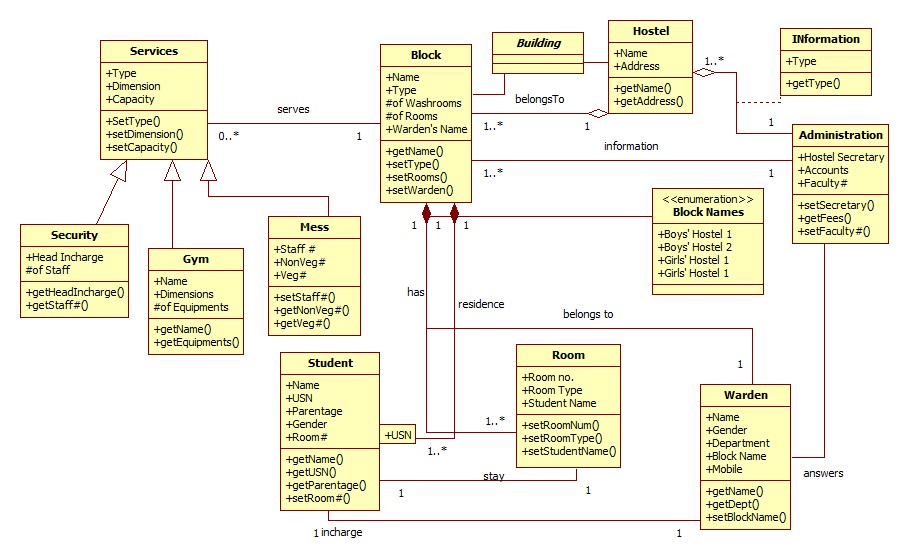 Services
+Type
+Dimension
+Capacity
+SetType()
+setDimension()
+setCapacity()
serves
0..*
1
Block
+Name
+Type
#of Washrooms
#of Rooms
+Warden's Name
+getName()
+setType()
+setRooms()
+setWarden()
Building
Hostel
+Name
+Address
+getName()
+getAddress()
belongsTo
1..*
1
1..*
1
INformation
+Type
+getType()
information
1..*
1
Administration
+Hostel Secretary
+Accounts
+Faculty#
+setSecretary()
+getFees()
+setFaculty#()
<<enumeration>>
Block Names
+Boys' Hostel 1
+Boys' Hostel 2
+Girls' Hostel 1
+Girls' Hostel 1
1
1
1
Security
+Head Incharge
#of Staff
+getHeadIncharge()
+getStaff#()
Gym
+Name
+Dimensions
#of Equipments
+getName()
+getEquipments()
Mess
+Staff #
+NonVeg#
+Veg#
+setStaff#()
+getNonVeg#()
+getVeg#()
has
residence
belongs to
1
Student
+Name
+USN
+Parentage
+Gender
+Room#
+getName()
+getUSN()
+getParentage()
+setRoom#()
+USN
1..*
1..*
Room
+Room no.
+Room Type
+Student Name
+setRoomNum()
+setRoomType()
+setStudentName()
stay
1
1
Warden
+Name
+Gender
+Department
+Block Name
+Mobile
+getName()
+getDept()
+setBlockName()
answers
1
incharge
1